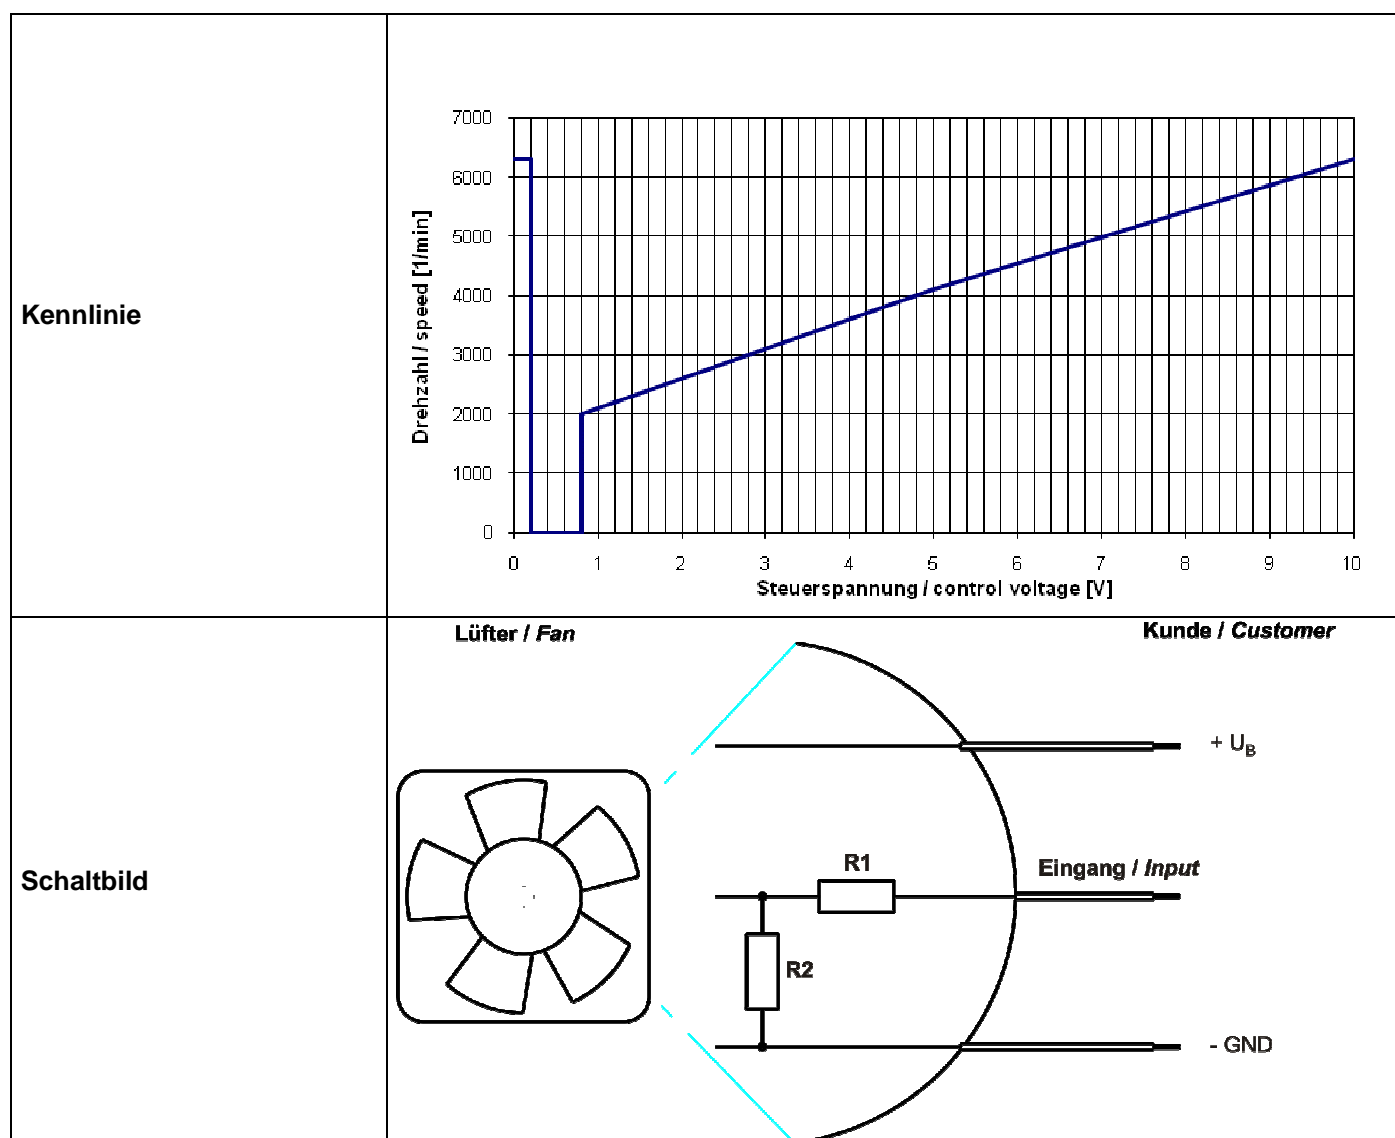 Kennlinie
Drehzahl / speed [1/min]
7000
6000
5000
4000
3000
2000
1000
0
0 1 2 3 4 5 6 7 8 9 10
Steuerspannung / control voltage [V]
Schaltbild
Lüfter / Fan
Kunde / Customer
+ UB
R1
Eingang / Input
R2
- GND